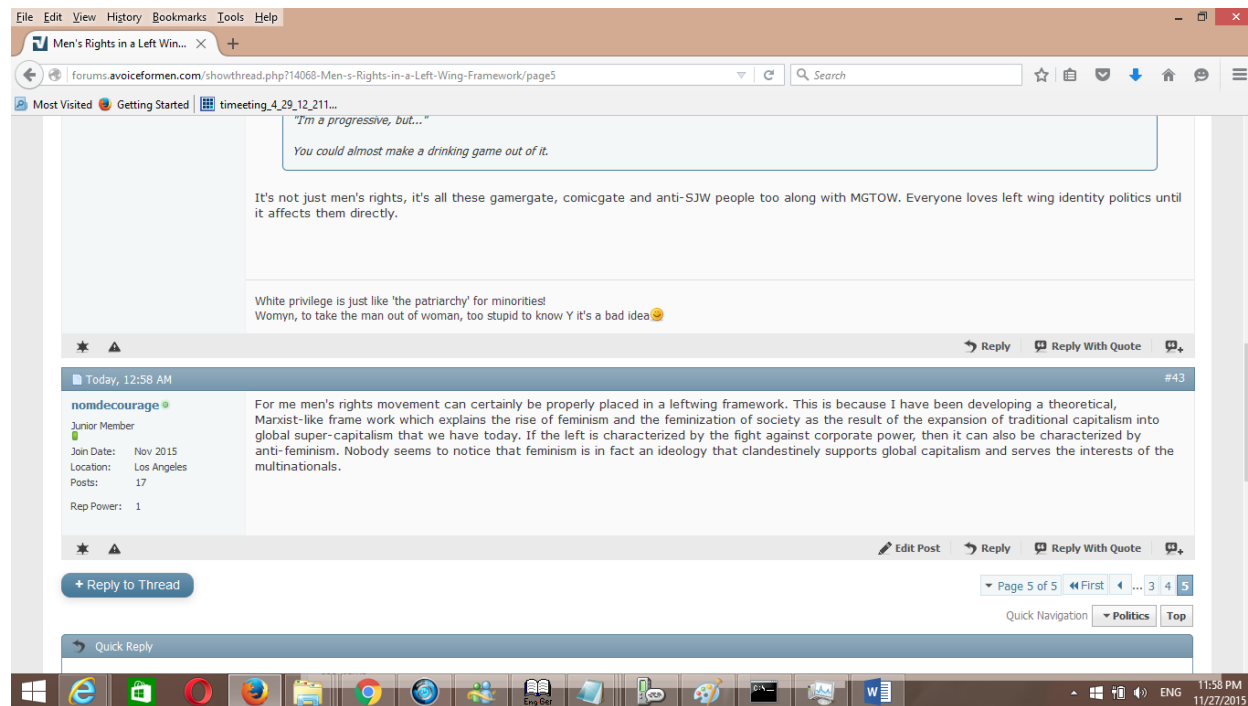 File Edit View History Bookmarks Tools Help
Men's Rights in a Left Win...
forums.avoiceformen.com/showthread.php?14068-Men-s-Rights-in-a-Left-Wing-Framework/page5
Search
Most Visited Getting Started timeeting_4_29_12_211...
"I'm a progressive, but..."
You could almost make a drinking game out of it.
It's not just men's rights, it's all these gamergate, comicgate and anti-SJW people too along with MGTOW. Everyone loves left wing identity politics until
it affects them directly.
White privilege is just like 'the patriarchy' for minorities!
Womyn, to take the man out of woman, too stupid to know Y it's a bad idea
Reply Reply With Quote
Today, 12:58 AM #43
nomdecourage
Junior Member
Join Date: Nov 2015
Location: Los Angeles
Posts: 17
Rep Power: 1
For me men's rights movement can certainly be properly placed in a leftwing framework. This is because I have been developing a theoretical,
Marxist-like frame work which explains the rise of feminism and the feminization of society as the result of the expansion of traditional capitalism into
global super-capitalism that we have today. If the left is characterized by the fight against corporate power, then it can also be characterized by
anti-feminism. Nobody seems to notice that feminism is in fact an ideology that clandestinely supports global capitalism and serves the interests of the
multinationals.
Edit Post Reply Reply With Quote
+ Reply to Thread
Page 5 of 5 First ... 3 4 5
Quick Navigation Politics Top
Quick Reply
Eng Ger
ENG 11:58 PM
11/27/2015